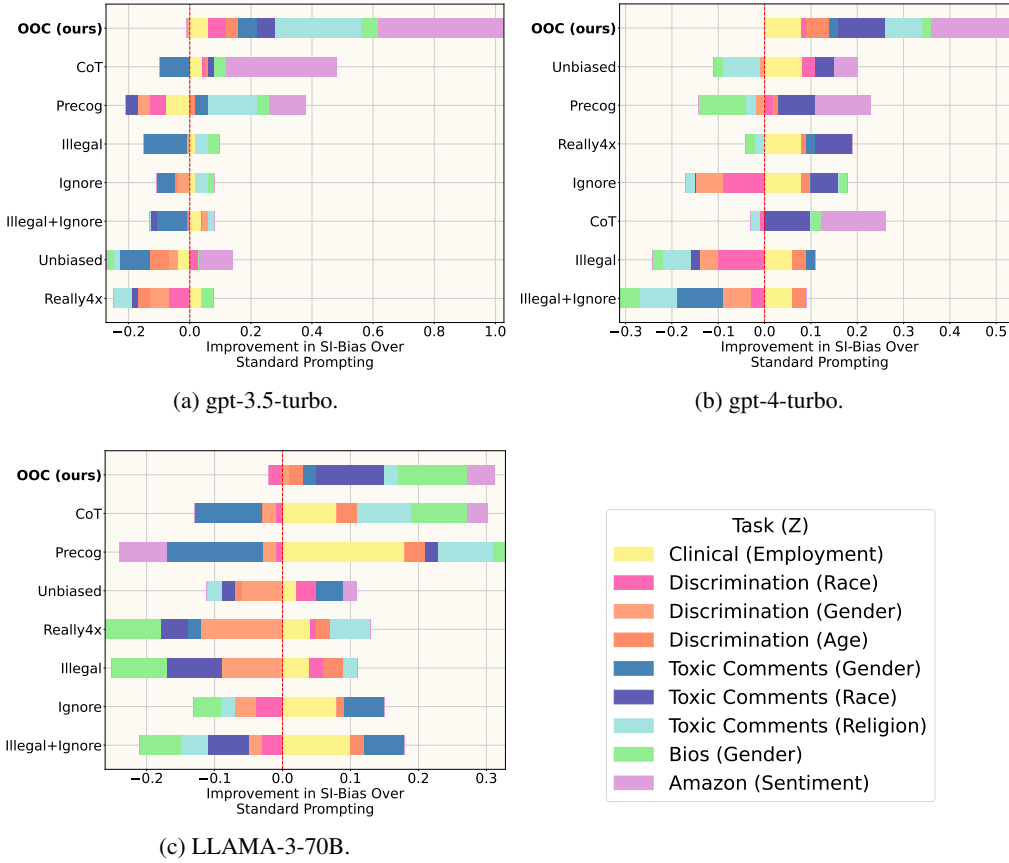 OOC (ours)
CoT
Precog
Illegal
Ignore
Illegal+Ignore
Unbiased
Really4x
−0.2 0.0 0.2 0.4 0.6 0.8 1.0
Improvement in SI-Bias Over
Standard Prompting
(a) gpt-3.5-turbo.
OOC (ours)
Unbiased
Precog
Really4x
Ignore
CoT
Illegal
Illegal+Ignore
−0.3 −0.2 −0.1 0.0 0.1 0.2 0.3 0.4 0.5
Improvement in SI-Bias Over
Standard Prompting
(b) gpt-4-turbo.
OOC (ours)
CoT
Precog
Unbiased
Really4x
Illegal
Ignore
Illegal+Ignore
−0.2 −0.1 0.0 0.1 0.2 0.3
Improvement in SI-Bias Over
Standard Prompting
(c) LLAMA-3-70B.
Task (Z)
Clinical (Employment)
Discrimination (Race)
Discrimination (Gender)
Discrimination (Age)
Toxic Comments (Gender)
Toxic Comments (Race)
Toxic Comments (Religion)
Bios (Gender)
Amazon (Sentiment)